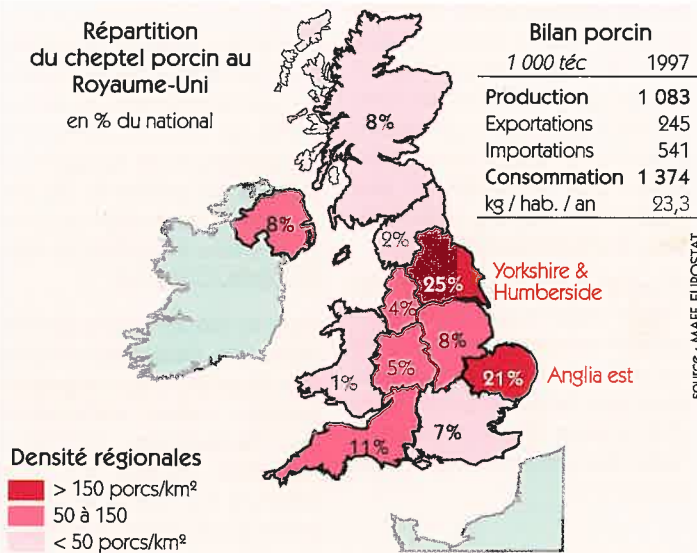 Répartition
du cheptel porcin au
Royaume-Uni
en % du national
Bilan porcin
1 000 téc 1997
Production 1 083
Exportations 245
Importations 541
Consommation 1 374
kg / hab. / an 23,3
8%
8%
2%
25%
Yorkshire &
Humberside
4%
8%
5%
1%
21%
Anglia est
11%
7%
Densité régionales
> 150 porcs/km²
50 à 150
< 50 porcs/km²
MAFF, EUROSTAT